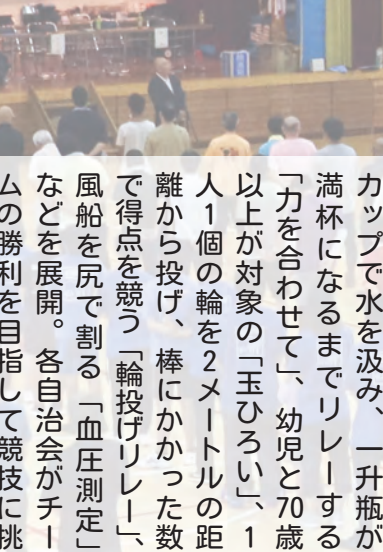 カップで水を汲み、一升瓶が
満杯になるまでリレーする
「力を合わせて」、幼児と70歳
以上が対象の「玉ひろい」、1
人1個の輪を2メートルの距
離から投げ、棒にかかった数
で得点を競う「輪投げリレー」、
風船を尻で割る「血圧測定」
などを展開。各自治会がチー
ムの勝利を目指して競技に挑